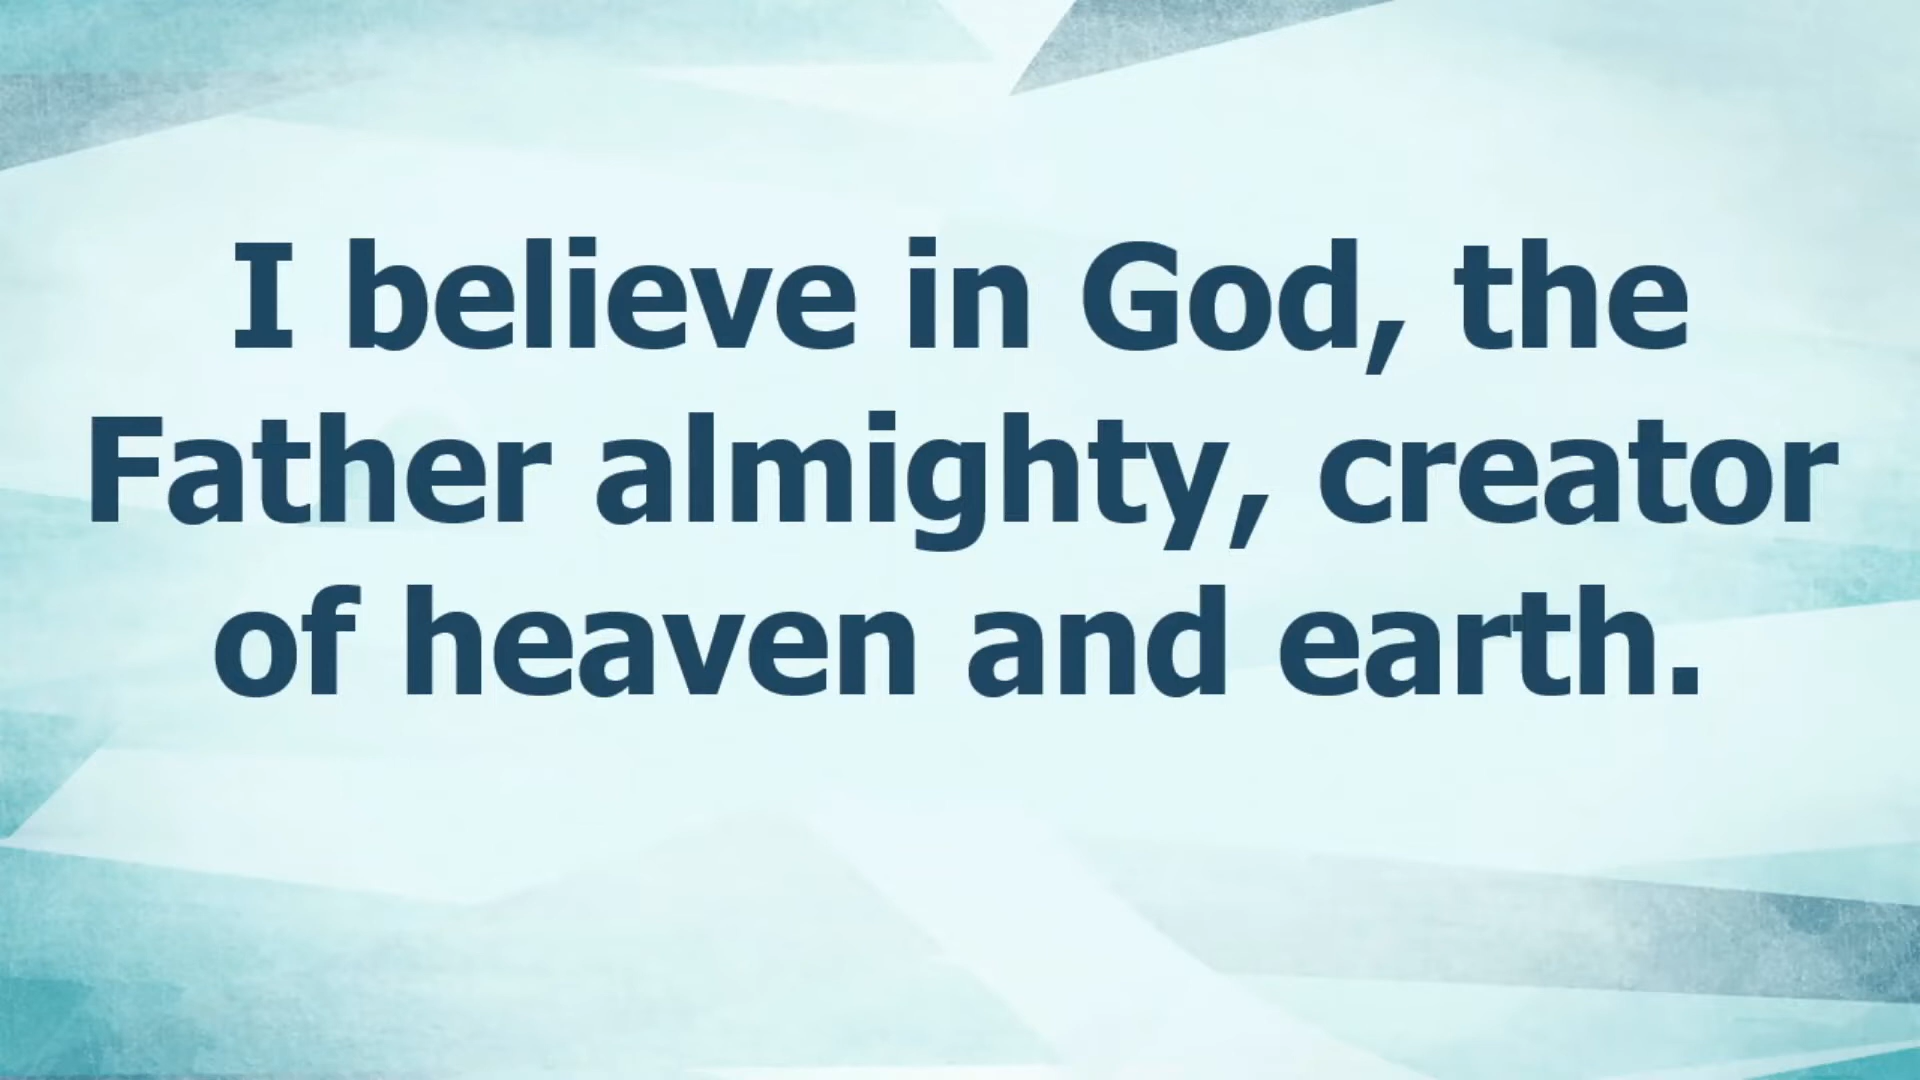 I believe in God, the
Father almighty, creator
of heaven and earth.